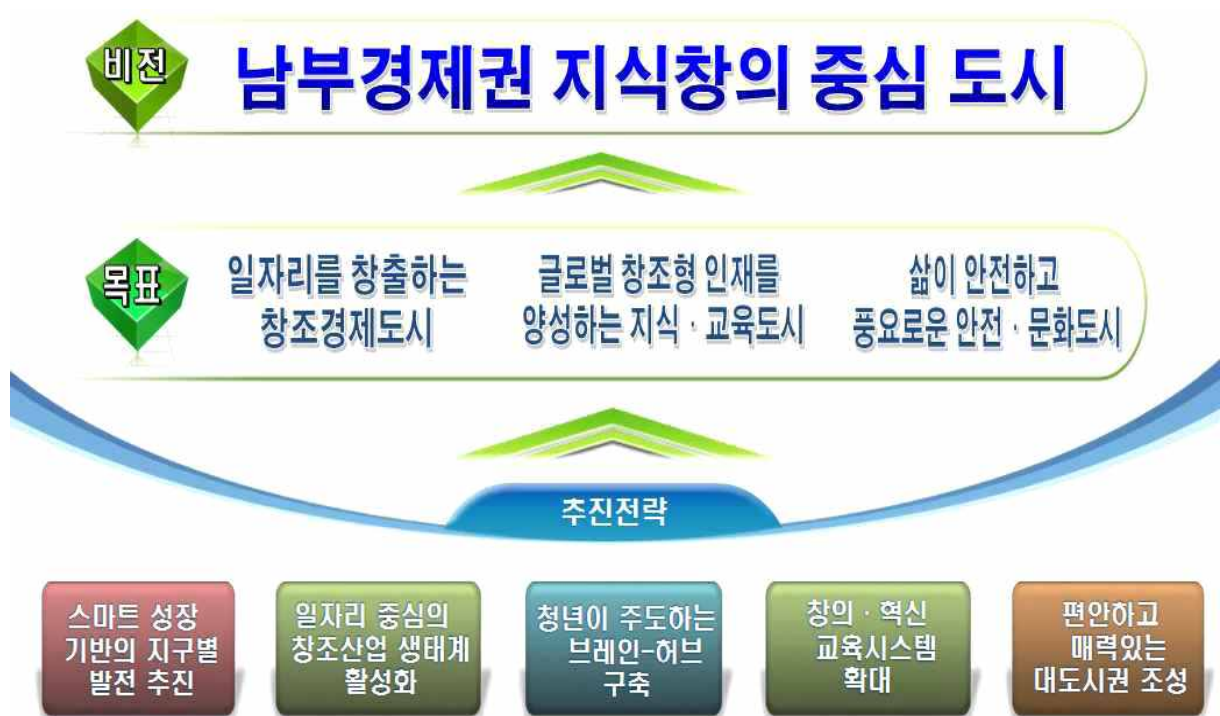 비전
남부경제권 지식창의 중심 도시
목표
일자리를 창출하는
창조경제도시
글로벌 창조형 인재를
양성하는 지식·교육도시
삶이 안전하고
풍요로운 안전·문화도시
추진전략
스마트 성장
기반의 지구별
발전 추진
일자리 중심의
창조산업 생태계
활성화
청년이 주도하는
브레인-허브
구축
창의·혁신
교육시스템
확대
편안하고
매력있는
대도시권 조성